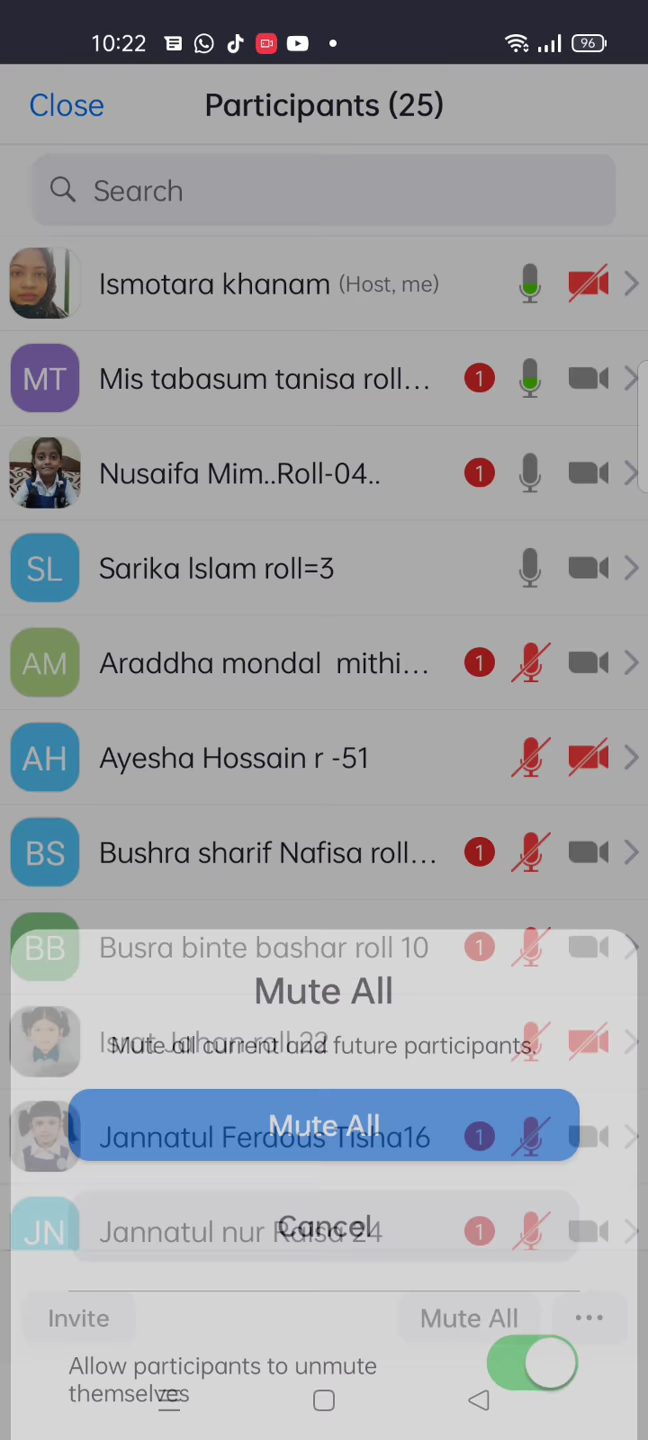 10:22
96
Close
Participants (25)
Search
Ismotara khanam (Host, me)
MT
Mis tabasum tanisa roll...
1
Nusaifa Mim..Roll-04..
1
SL
Sarika Islam roll=3
AM
Araddha mondal mithi...
1
AH
Ayesha Hossain r -51
BS
Bushra sharif Nafisa roll...
1
BB
Busra binte bashar roll 10
1
Mute All
Israt Jahan roll 22
Mute all current and future participants.
Mute All
Jannatul Ferdous Tisha16
1
Cancel
JN
Jannatul nur Raisa 24
1
Invite
Mute All
...
Allow participants to unmute
themselves